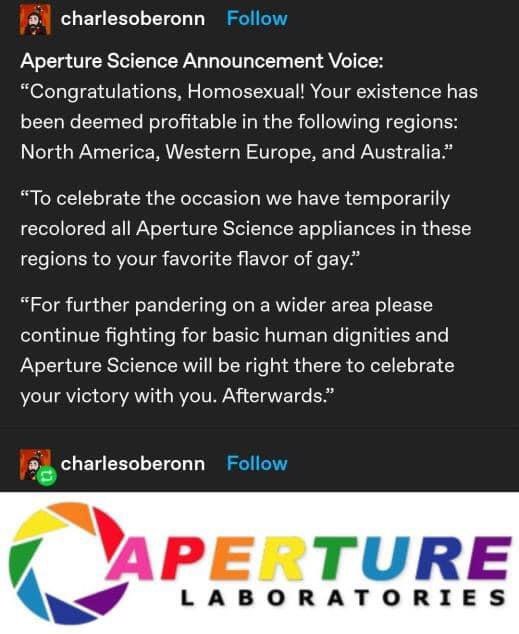 charlesoberonn Follow
Aperture Science Announcement Voice:
“Congratulations, Homosexual! Your existence has
been deemed profitable in the following regions:
North America, Western Europe, and Australia.”
“To celebrate the occasion we have temporarily
recolored all Aperture Science appliances in these
regions to your favorite flavor of gay.”
“For further pandering on a wider area please
continue fighting for basic human dignities and
Aperture Science will be right there to celebrate
your victory with you. Afterwards.”
charlesoberonn Follow
APERTURE
LABORATORIES